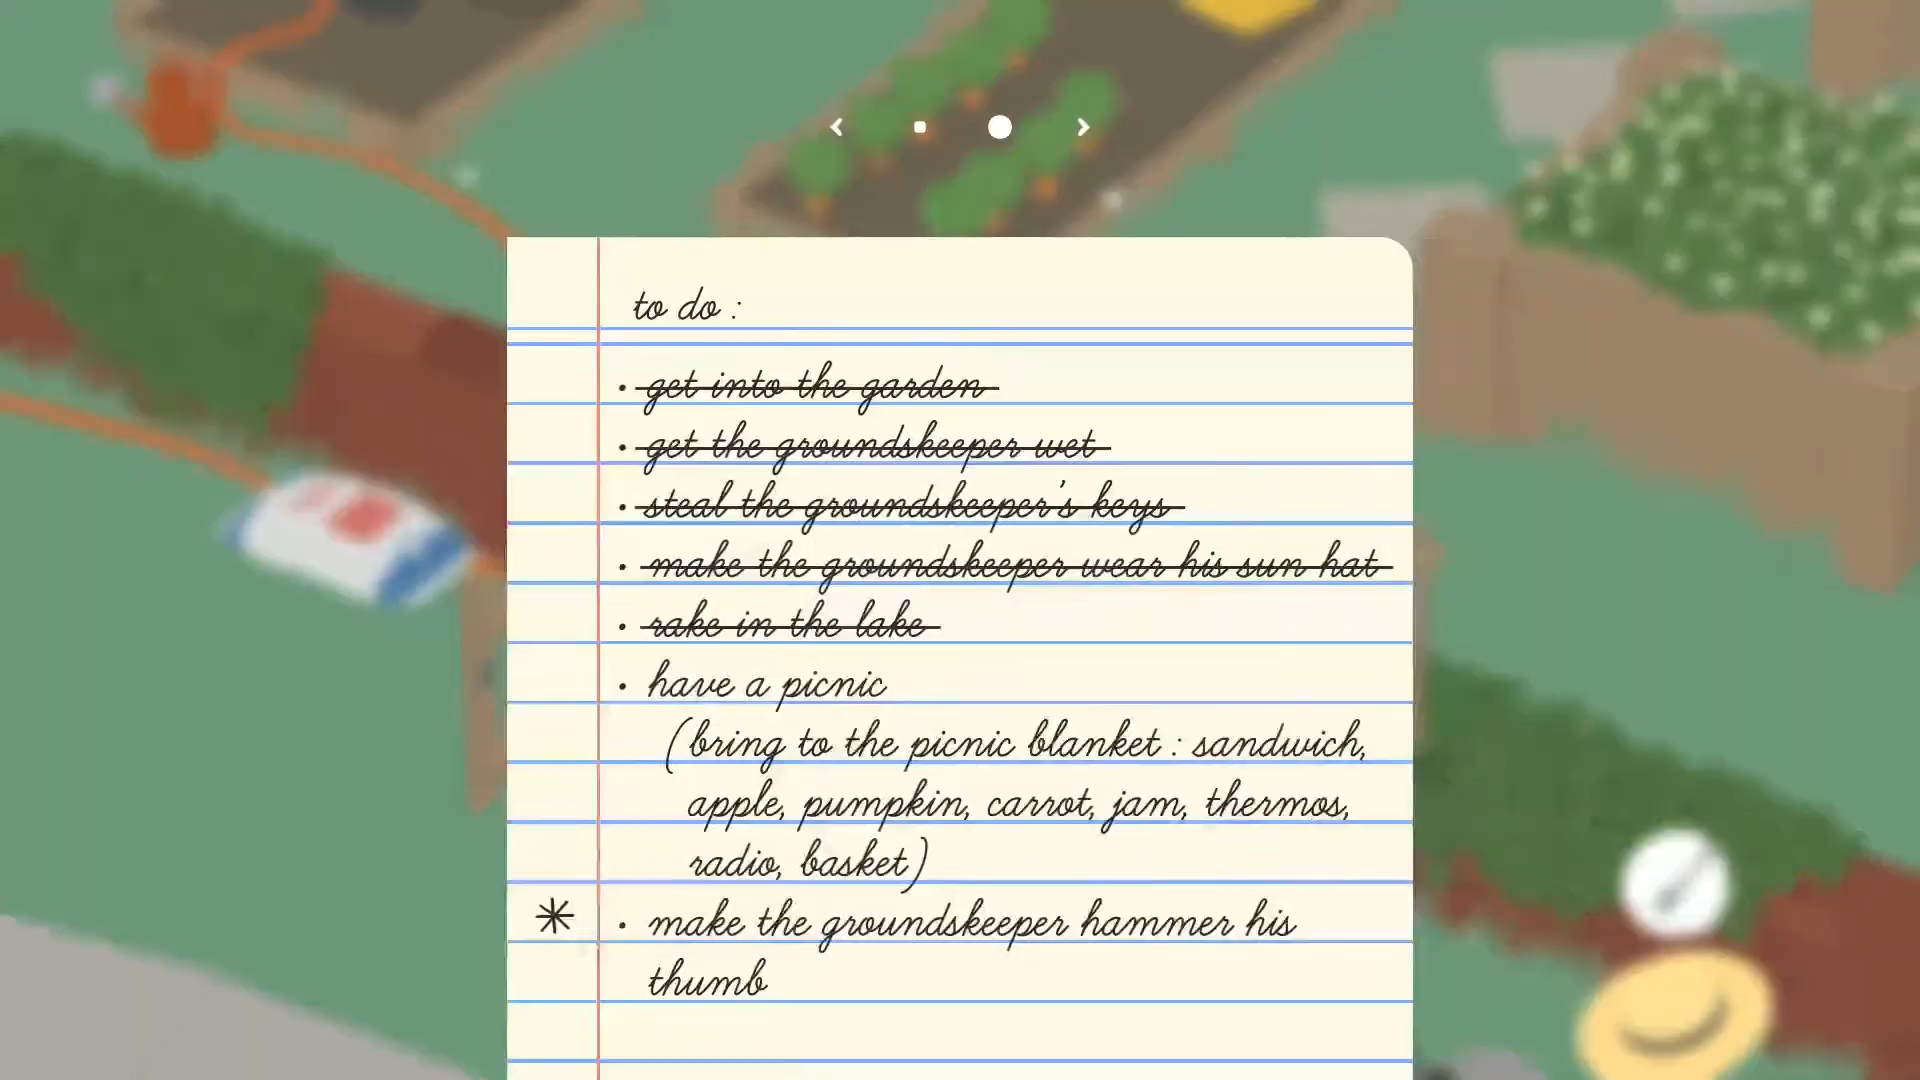 to do :
• get into the garden
• get the groundskeeper wet
• steal the groundskeeper's keys
• make the groundskeeper wear his sun hat
• rake in the lake
• have a picnic
(bring to the picnic blanket : sandwich,
apple, pumpkin, carrot, jam, thermos,
radio, basket)
• make the groundskeeper hammer his
thumb